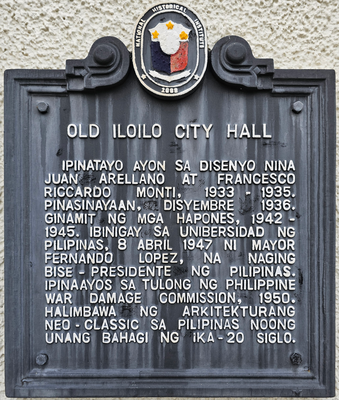 NATIONAL HISTORICAL INSTITUTE
2009
OLD ILOILO CITY HALL
IPINATAYO AYON SA DISENYO NINA
JUAN ARELLANO AT FRANCESCO
RICCARDO MONTI, 1933 - 1935.
PINASINAYAAN, DISYEMBRE 1936.
GINAMIT NG MGA HAPONES, 1942 -
1945. IBINIGAY SA UNIBERSIDAD NG
PILIPINAS, 8 ABRIL 1947 NI MAYOR
FERNANDO LOPEZ, NA NAGING
BISE - PRESIDENTE NG PILIPINAS.
IPINAAYOS SA TULONG NG PHILIPPINE
WAR DAMAGE COMMISSION, 1950.
HALIMBAWA NG ARKITEKTURANG
NEO - CLASSIC SA PILIPINAS NOONG
UNANG BAHAGI NG IKA - 20 SIGLO.